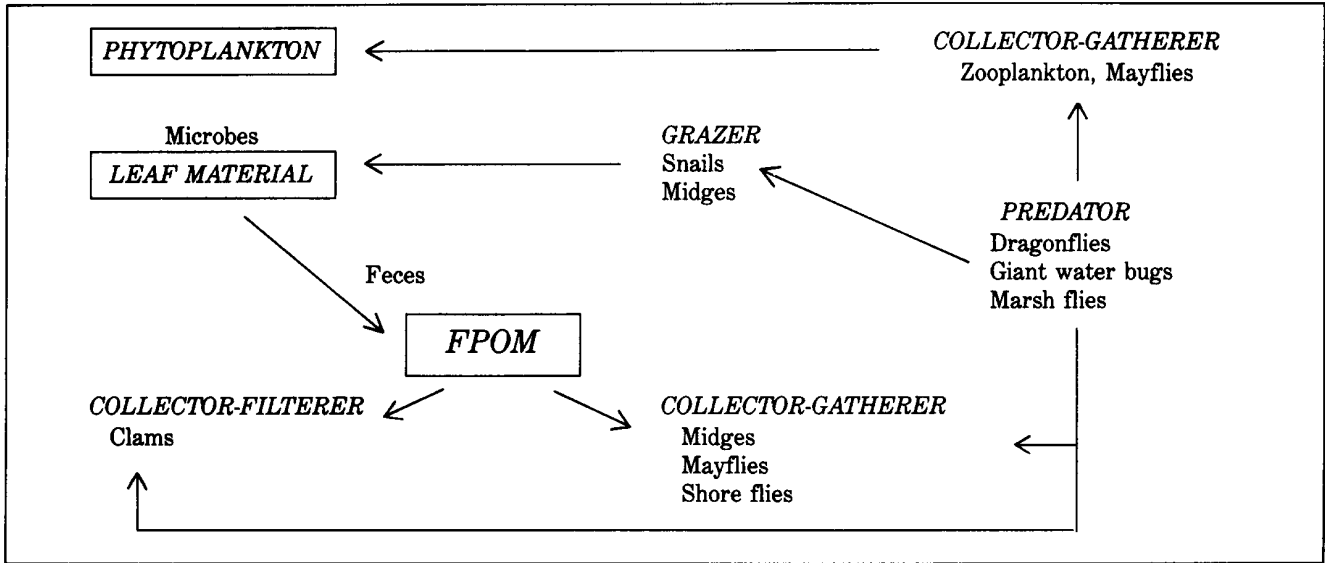 PHYTOPLANKTON
COLLECTOR-GATHERER
Zooplankton, Mayflies
Microbes
LEAF MATERIAL
GRAZER
Snails
Midges
PREDATOR
Dragonflies
Giant water bugs
Marsh flies
Feces
FPOM
COLLECTOR-FILTERER
Clams
COLLECTOR-GATHERER
Midges
Mayflies
Shore flies